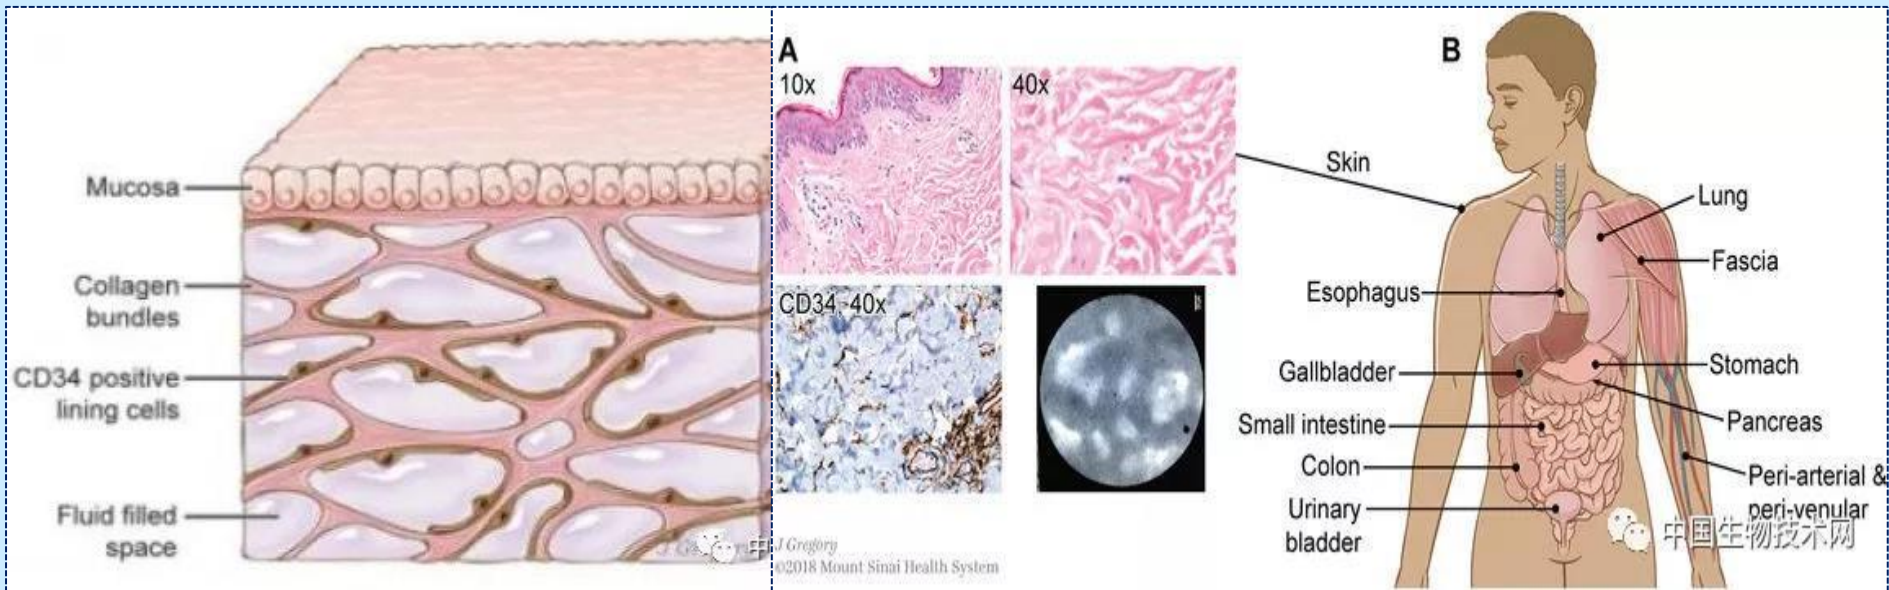 Mucosa
Collagen
bundles
CD34 positive
lining cells
Fluid filled
space
中
A
10x
40x
CD34, 40x
J Gregory
©2018 Mount Sinai Health System
B
Skin
Lung
Fascia
Esophagus
Gallbladder
Stomach
Small intestine
Pancreas
Colon
Peri-arterial &
peri-venular
Urinary
bladder
中国生物技术网